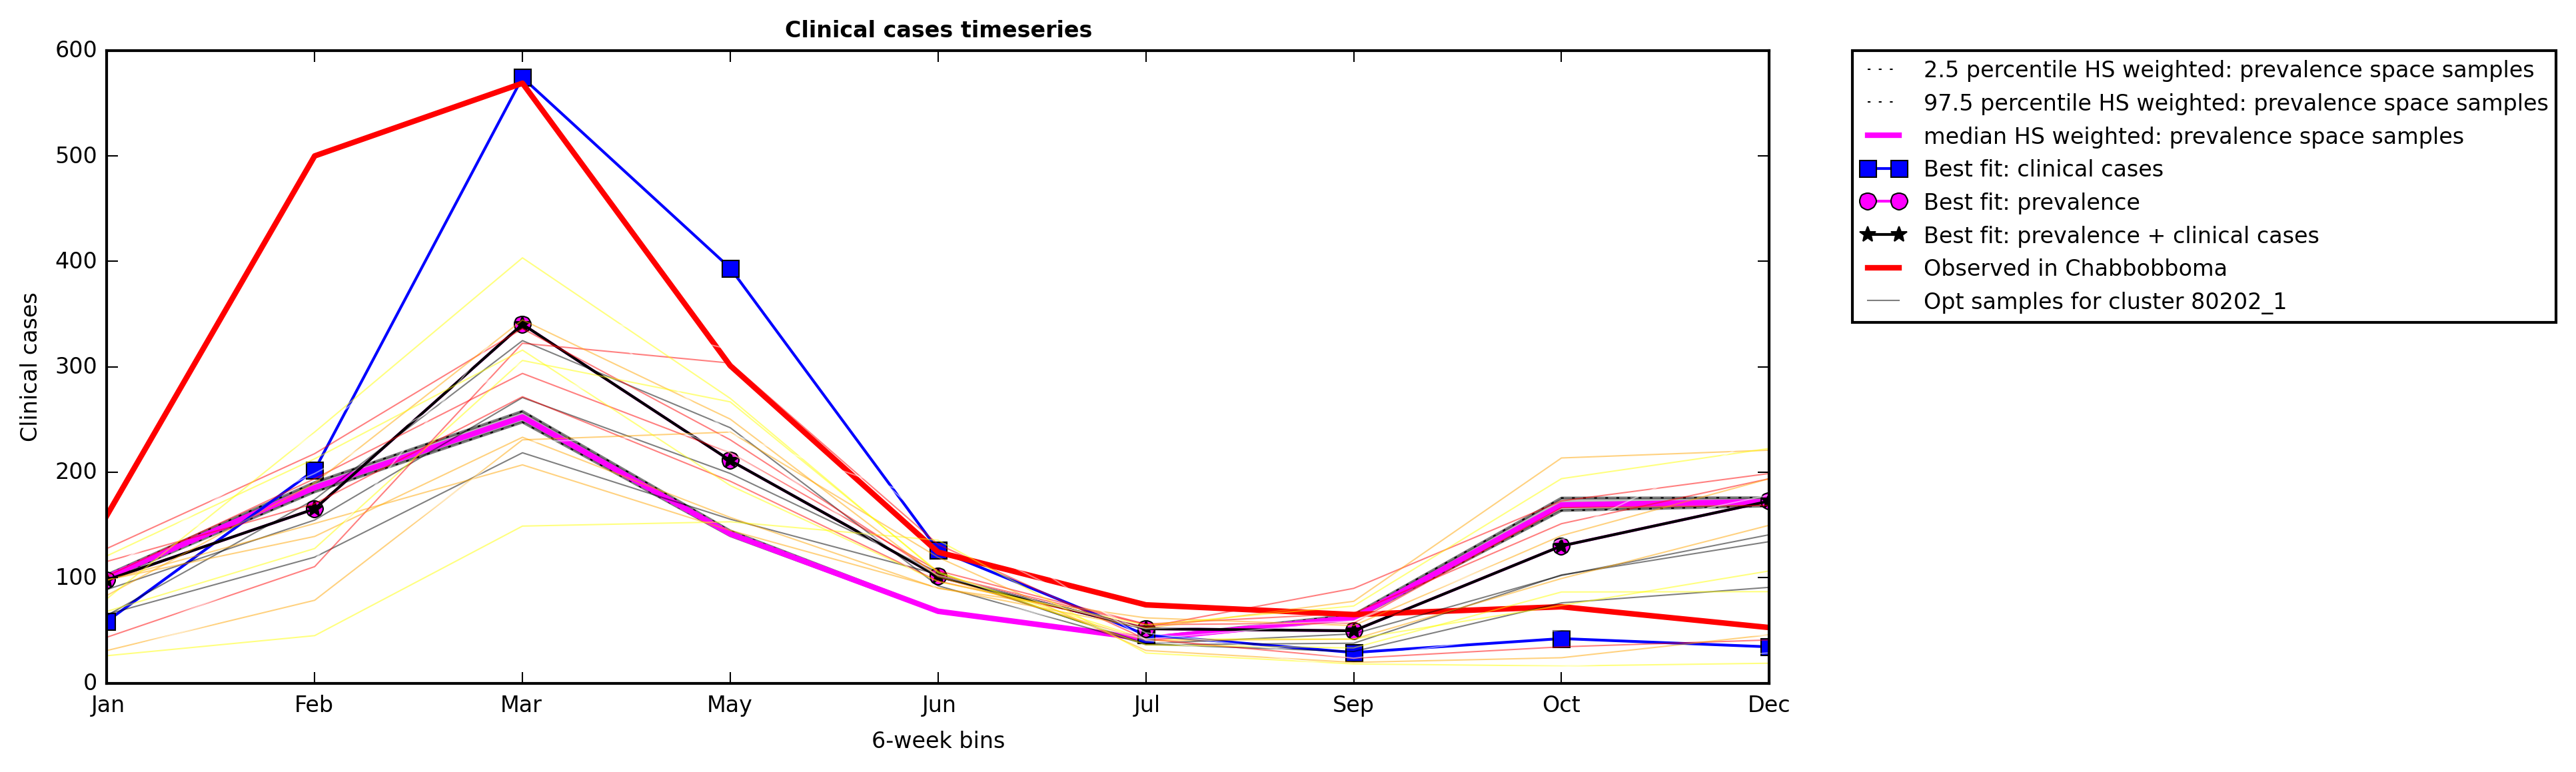 Clinical cases timeseries
600
500
400
300
200
100
0
Clinical cases
Jan Feb Mar May Jun Jul Sep Oct Dec
6-week bins
2.5 percentile HS weighted: prevalence space samples
97.5 percentile HS weighted: prevalence space samples
median HS weighted: prevalence space samples
Best fit: clinical cases
Best fit: prevalence
Best fit: prevalence + clinical cases
Observed in Chabbobboma
Opt samples for cluster 80202_1